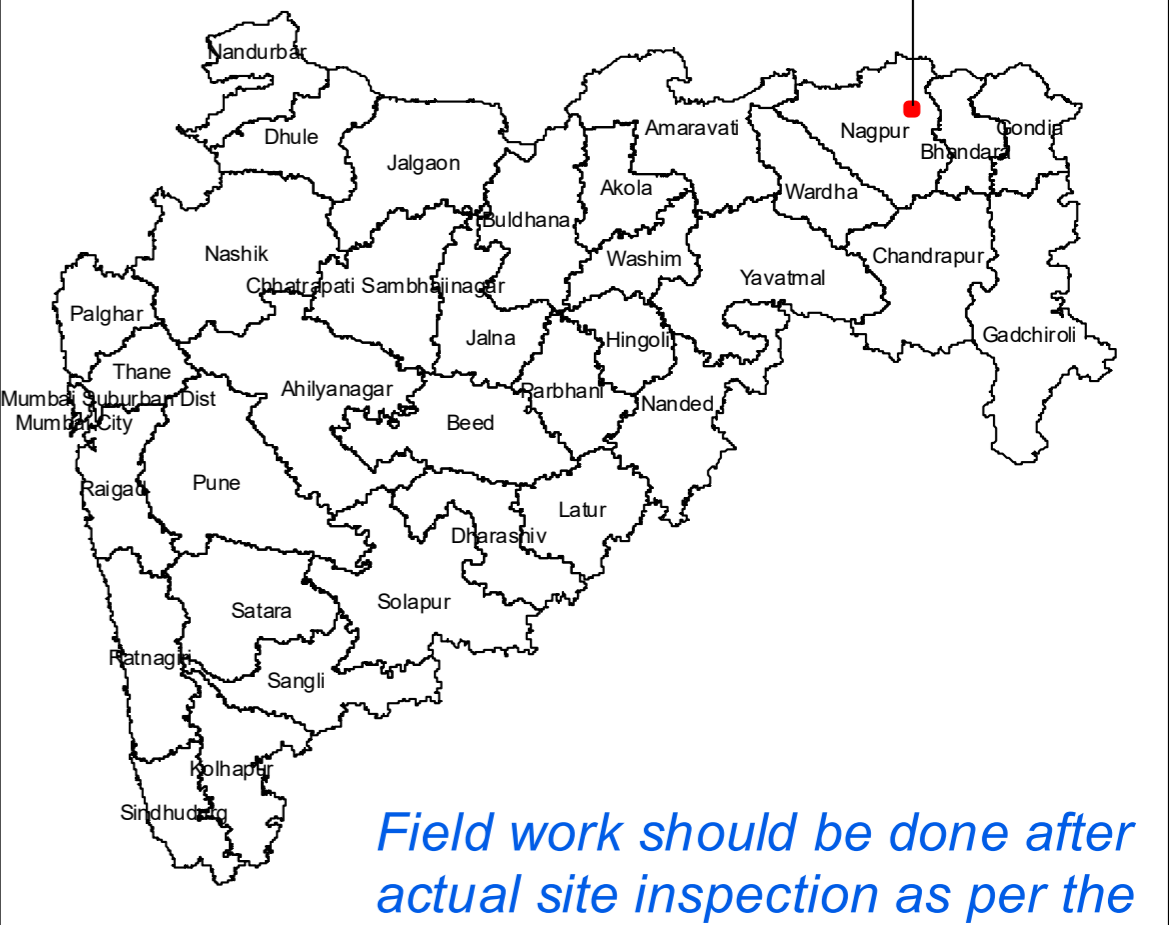 Nandurbar
Dhule
Jalgaon
Amaravati
Nagpur
Gondia
Bhandara
Akola
Wardha
Buldhana
Nashik
Washim
Chandrapur
Yavatmal
Chhatrapati Sambhajinagar
Palghar
Jalna
Hingoli
Gadchiroli
Thane
Ahilyanagar
Parbhani
Mumbai Suburban Dist
Nanded
Mumbai City
Beed
Raigad
Pune
Latur
Dharashiv
Satara
Solapur
Ratnagiri
Sangli
Kolhapur
Sindhudurg
Field work should be done after
actual site inspection as per the